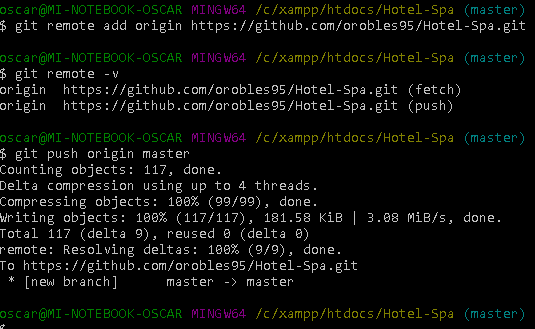 oscar@MI-NOTEBOOK-OSCAR MINGW64 /c/xampp/htdocs/Hotel-Spa (master)
$ git remote add origin https://github.com/orobles95/Hotel-Spa.git
oscar@MI-NOTEBOOK-OSCAR MINGW64 /c/xampp/htdocs/Hotel-Spa (master)
$ git remote -v
origin  https://github.com/orobles95/Hotel-Spa.git (fetch)
origin  https://github.com/orobles95/Hotel-Spa.git (push)
oscar@MI-NOTEBOOK-OSCAR MINGW64 /c/xampp/htdocs/Hotel-Spa (master)
$ git push origin master
Counting objects: 117, done.
Delta compression using up to 4 threads.
Compressing objects: 100% (99/99), done.
Writing objects: 100% (117/117), 181.58 KiB | 3.08 MiB/s, done.
Total 117 (delta 9), reused 0 (delta 0)
remote: Resolving deltas: 100% (9/9), done.
To https://github.com/orobles95/Hotel-Spa.git
 * [new branch]      master -> master
oscar@MI-NOTEBOOK-OSCAR MINGW64 /c/xampp/htdocs/Hotel-Spa (master)
$